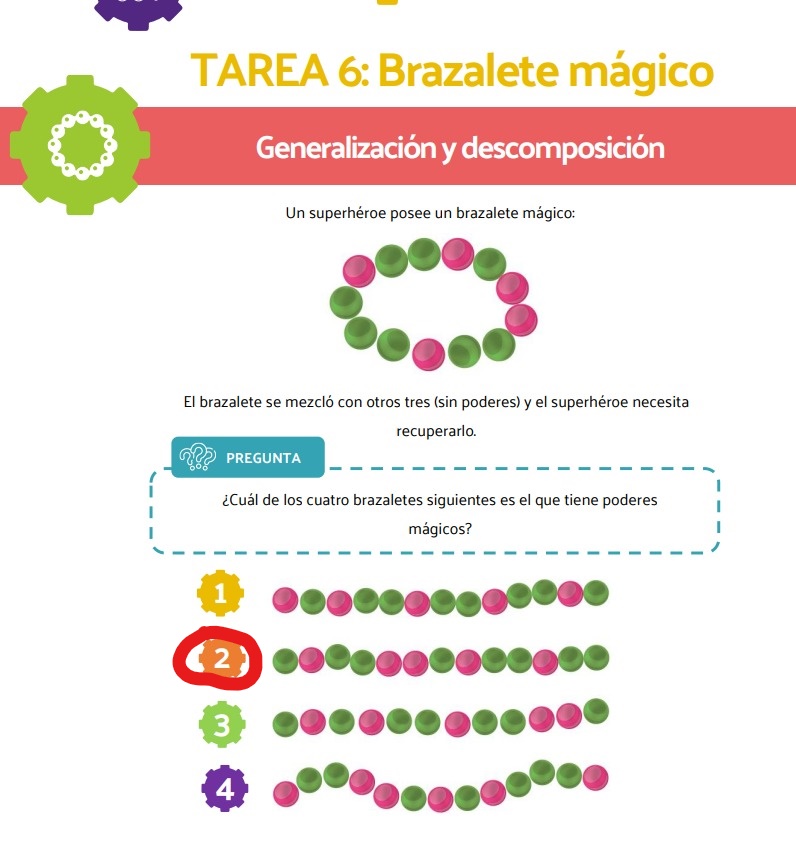 TAREA 6: Brazalete mágico
Generalización y descomposición
Un superhéroe posee un brazalete mágico:
El brazalete se mezcló con otros tres (sin poderes) y el superhéroe necesita
recuperarlo.
PREGUNTA
¿Cuál de los cuatro brazaletes siguientes es el que tiene poderes
mágicos?
1
2
3
4